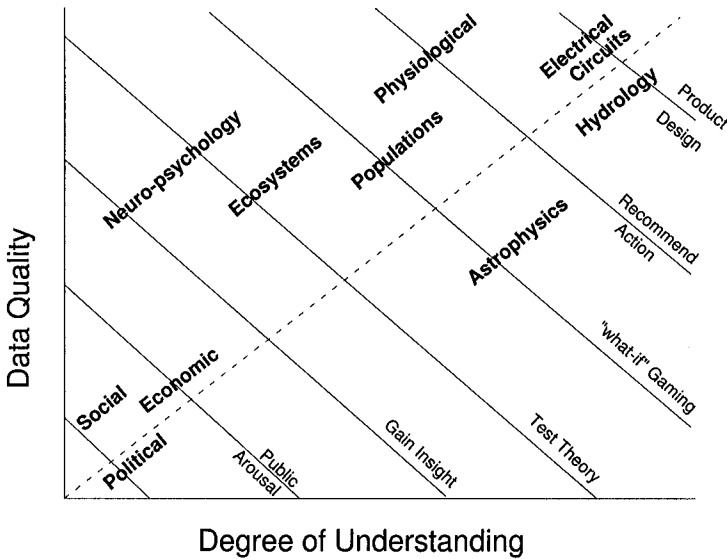 Data Quality
Physiological
Electrical
Circuits
Hydrology
Product
Design
Neuro-psychology
Ecosystems
Populations
Recommend
Action
Astrophysics
"what-if" Gaming
Social
Economic
Political
Public
Arousal
Gain Insight
Test Theory
Degree of Understanding